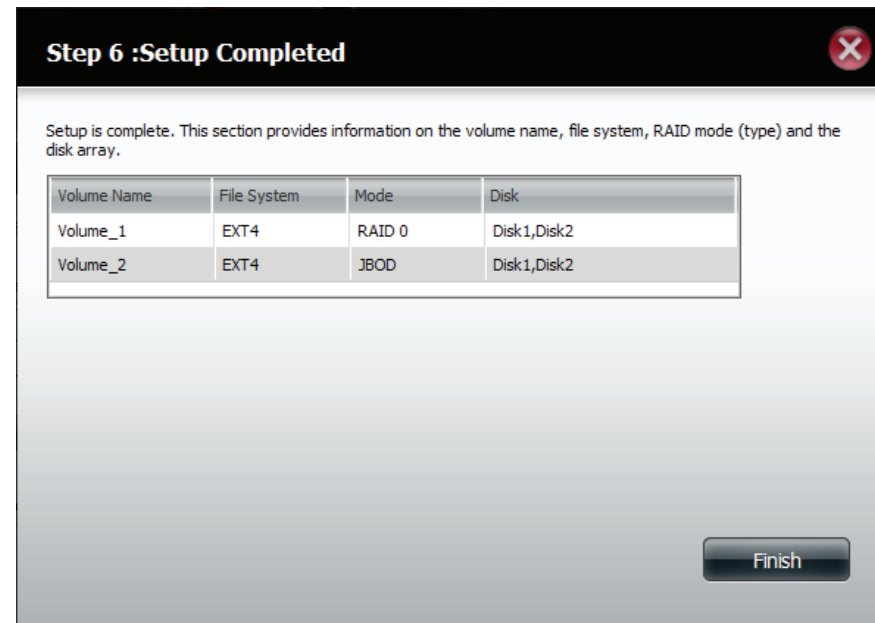 Step 6 :Setup Completed
Setup is complete. This section provides information on the volume name, file system, RAID mode (type) and the
disk array.
Volume Name File System Mode Disk
Volume_1 EXT4 RAID 0 Disk1,Disk2
Volume_2 EXT4 JBOD Disk1,Disk2
Finish